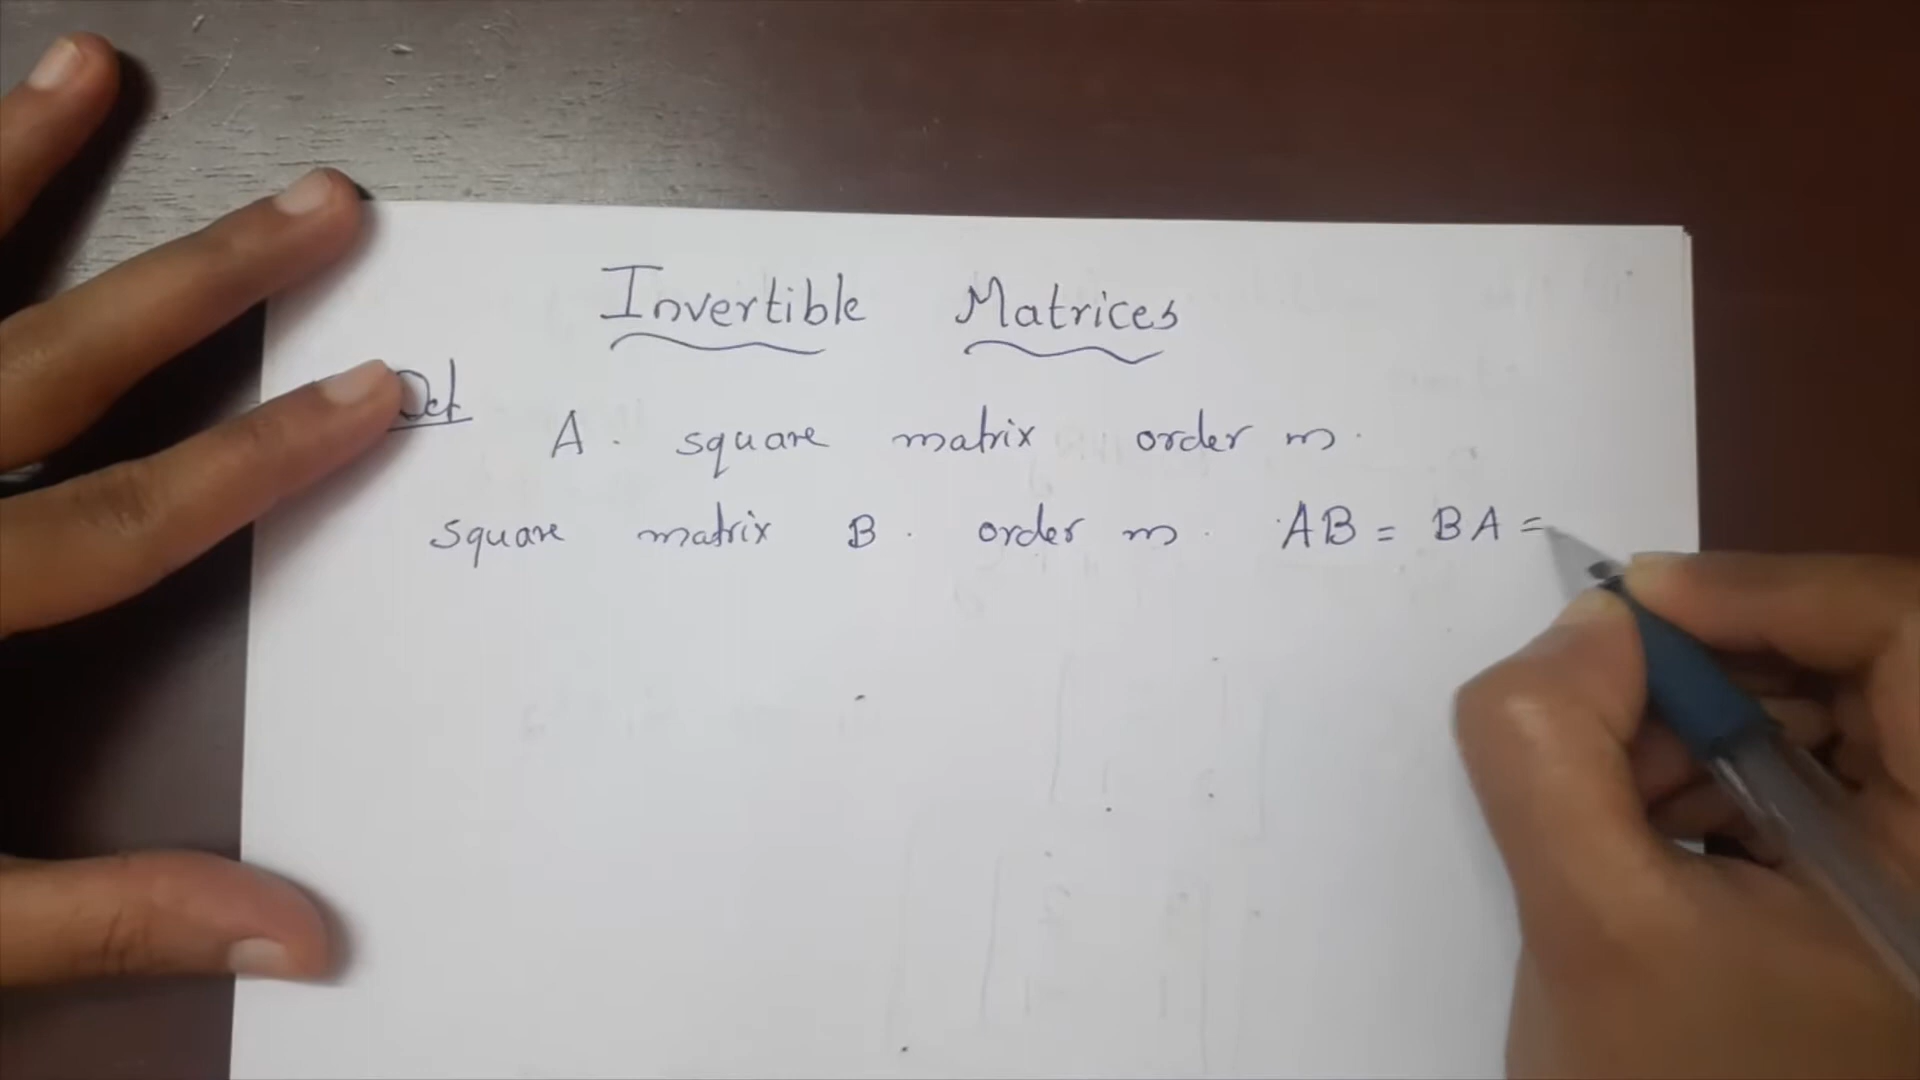 Invertible Matrices
Def
A. square matrix order m.
square matrix B. order m. AB = BA =